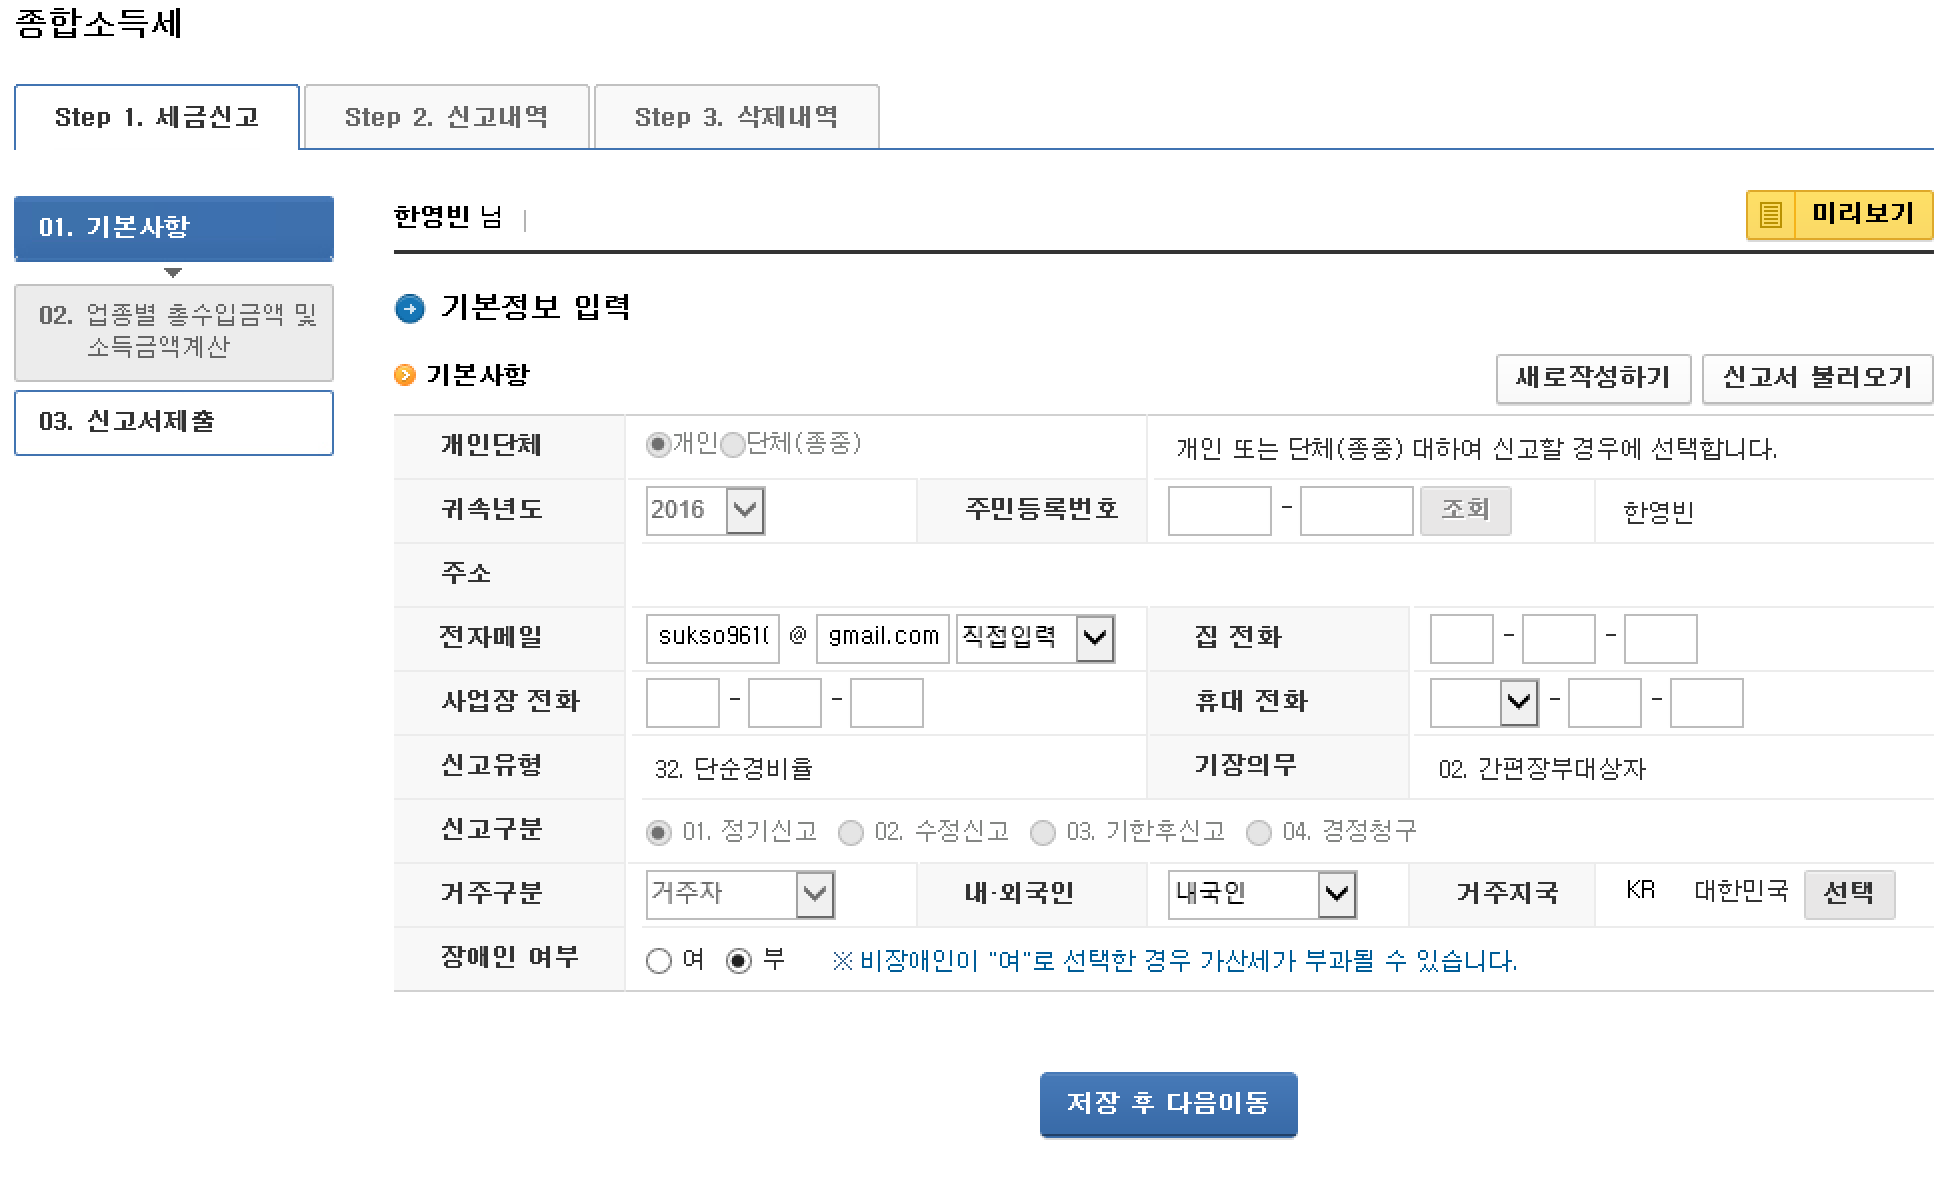 종합소득세
Step 1. 세금신고 Step 2. 신고내역 Step 3. 삭제내역
01. 기본사항
02. 업종별 총수입금액 및
소득금액계산
03. 신고서제출
한영빈 님 |
미리보기
기본정보 입력
기본사항
새로작성하기 신고서 불러오기
개인단체 개인 단체(종중) 개인 또는 단체(종중) 대하여 신고할 경우에 선택합니다.
귀속년도 2016 주민등록번호 - 조회 한영빈
주소
전자메일 sukso961( @ gmail.com 직접입력 집 전화 - -
사업장 전화 - - 휴대 전화 - -
신고유형 32. 단순경비율 기장의무 02. 간편장부대상자
신고구분 01. 정기신고 02. 수정신고 03. 기한후신고 04. 경정청구
거주구분 거주자 내·외국인 내국인 거주지국 KR 대한민국 선택
장애인 여부 여 부 ※ 비장애인이 "여"로 선택한 경우 가산세가 부과될 수 있습니다.
저장 후 다음이동